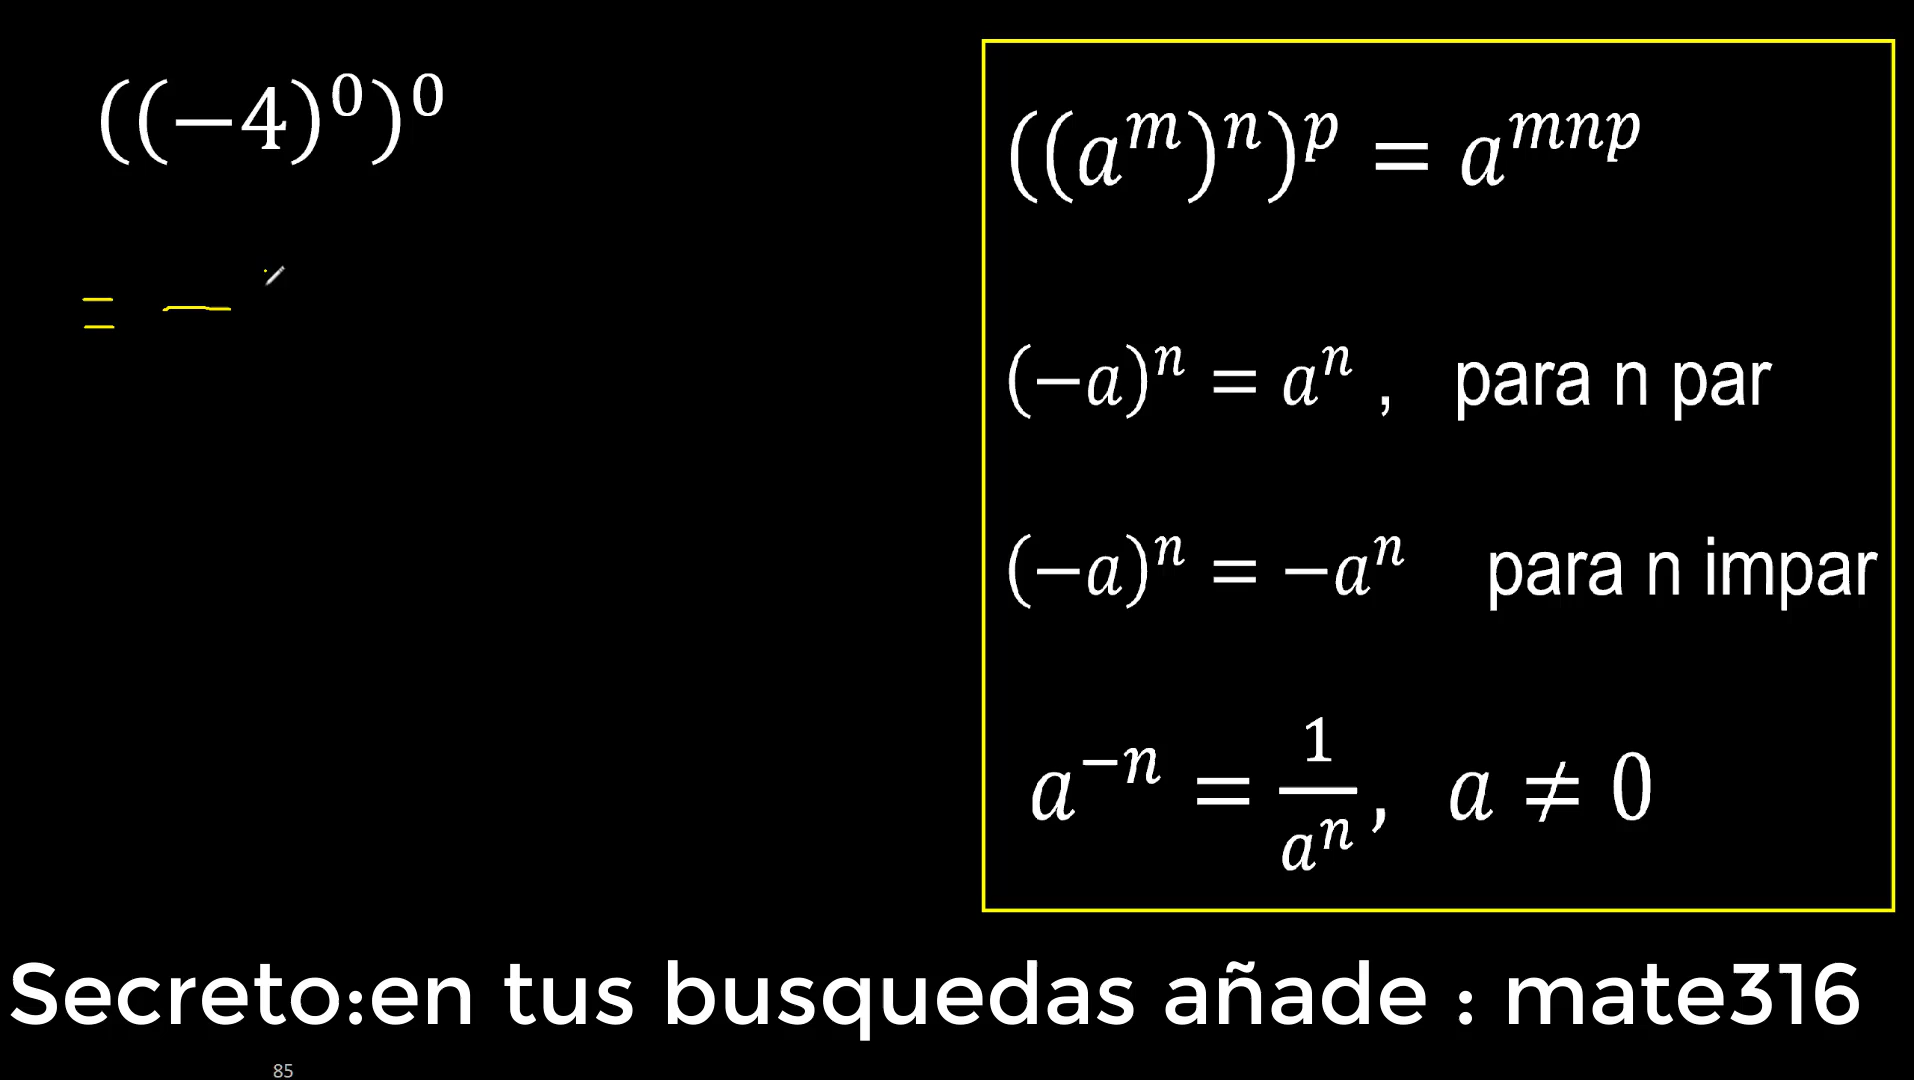 ((−4)⁰)⁰
= −
((aᵐ)ⁿ)ᵖ = aᵐⁿᵖ
(−a)ⁿ = aⁿ , para n par
(−a)ⁿ = −aⁿ para n impar
a⁻ⁿ = 1/aⁿ, a ≠ 0
Secreto:en tus busquedas añade : mate316
85